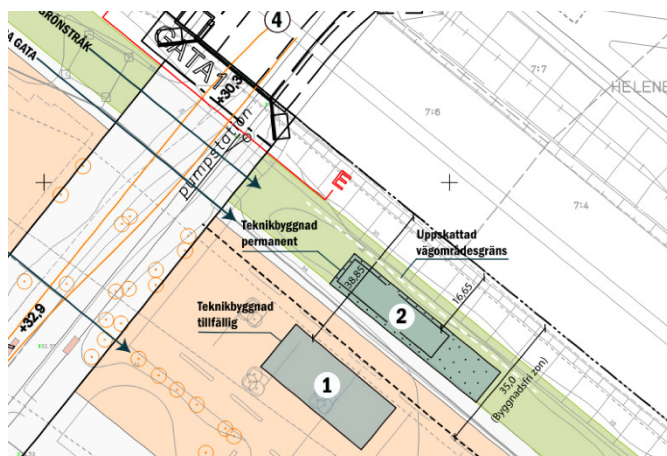 GRÖNSTRÅK
A GATA
GATA 1
4
+30,3
pumpstation
7:7
7:6
HELENE
7:4
E
Teknikbyggnad
permanent
Uppskattad
vägområdesgräns
38,85
16,65
2
Teknikbyggnad
tillfällig
1
35,0
(Byggnadsfri zon)
+32,9